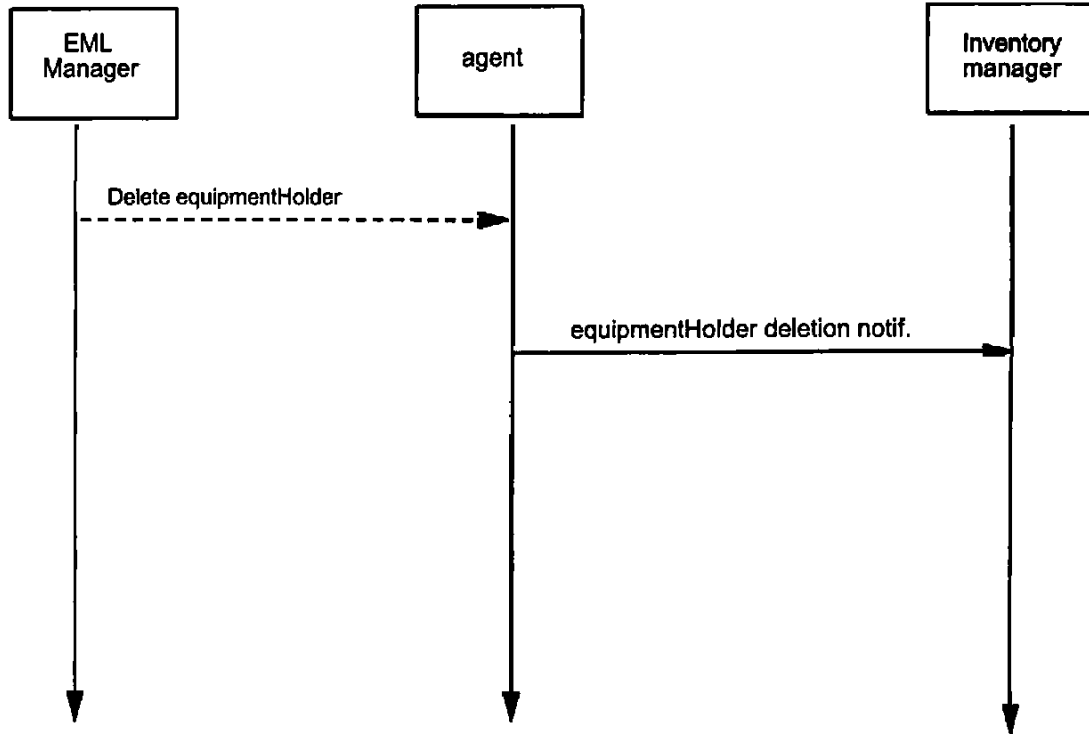 EML
Manager
agent
Inventory
manager
Delete equipmentHolder
equipmentHolder deletion notif.